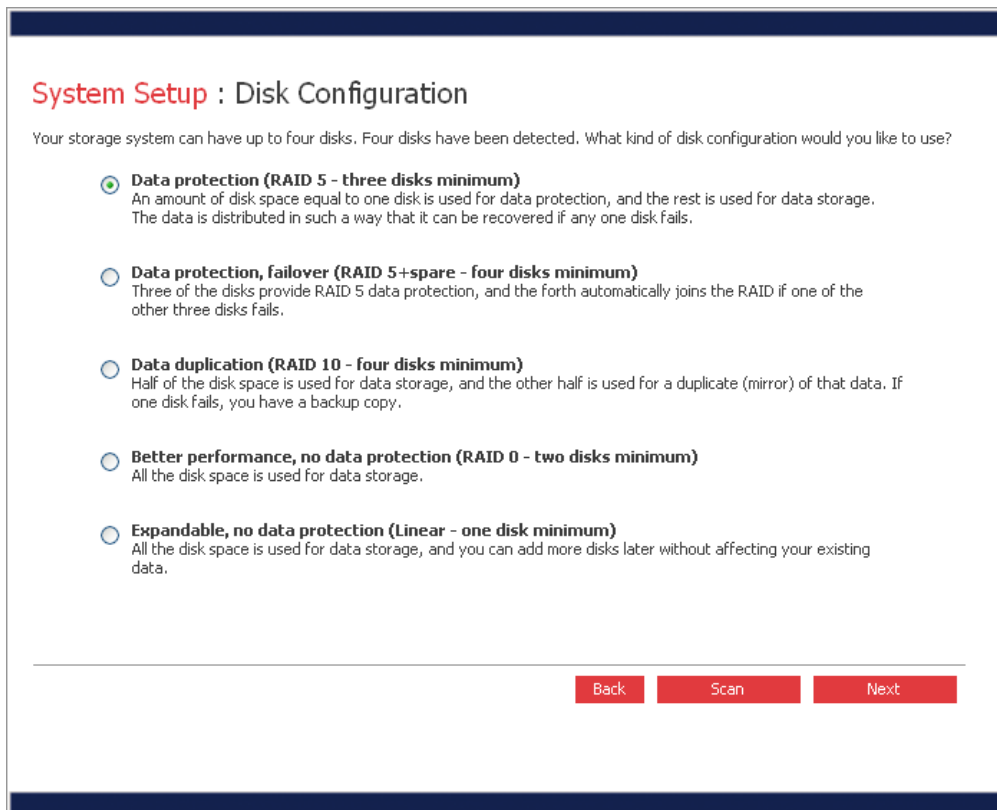 System Setup : Disk Configuration
Your storage system can have up to four disks. Four disks have been detected. What kind of disk configuration would you like to use?
Data protection (RAID 5 - three disks minimum)
An amount of disk space equal to one disk is used for data protection, and the rest is used for data storage.
The data is distributed in such a way that it can be recovered if any one disk fails.
Data protection, failover (RAID 5+spare - four disks minimum)
Three of the disks provide RAID 5 data protection, and the forth automatically joins the RAID if one of the
other three disks fails.
Data duplication (RAID 10 - four disks minimum)
Half of the disk space is used for data storage, and the other half is used for a duplicate (mirror) of that data. If
one disk fails, you have a backup copy.
Better performance, no data protection (RAID 0 - two disks minimum)
All the disk space is used for data storage.
Expandable, no data protection (Linear - one disk minimum)
All the disk space is used for data storage, and you can add more disks later without affecting your existing
data.
Back Scan Next